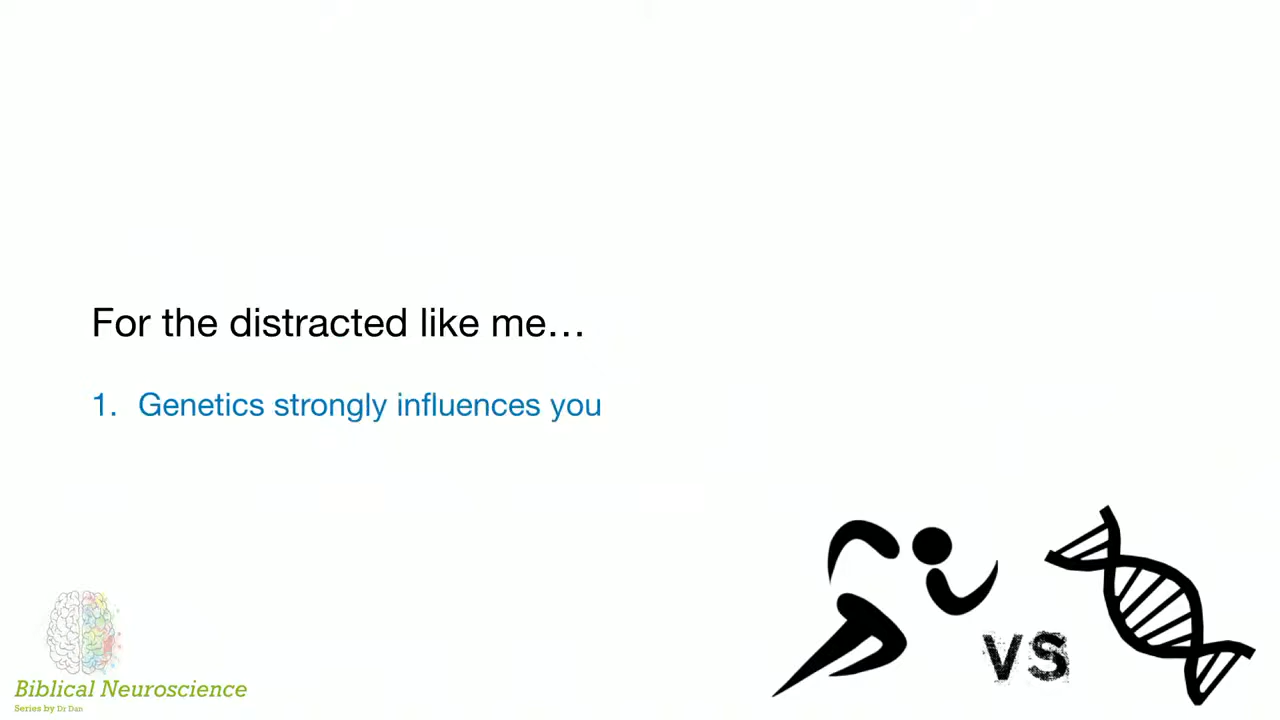 For the distracted like me…
1. Genetics strongly influences you
vs
Biblical Neuroscience
Series by Dr Dan